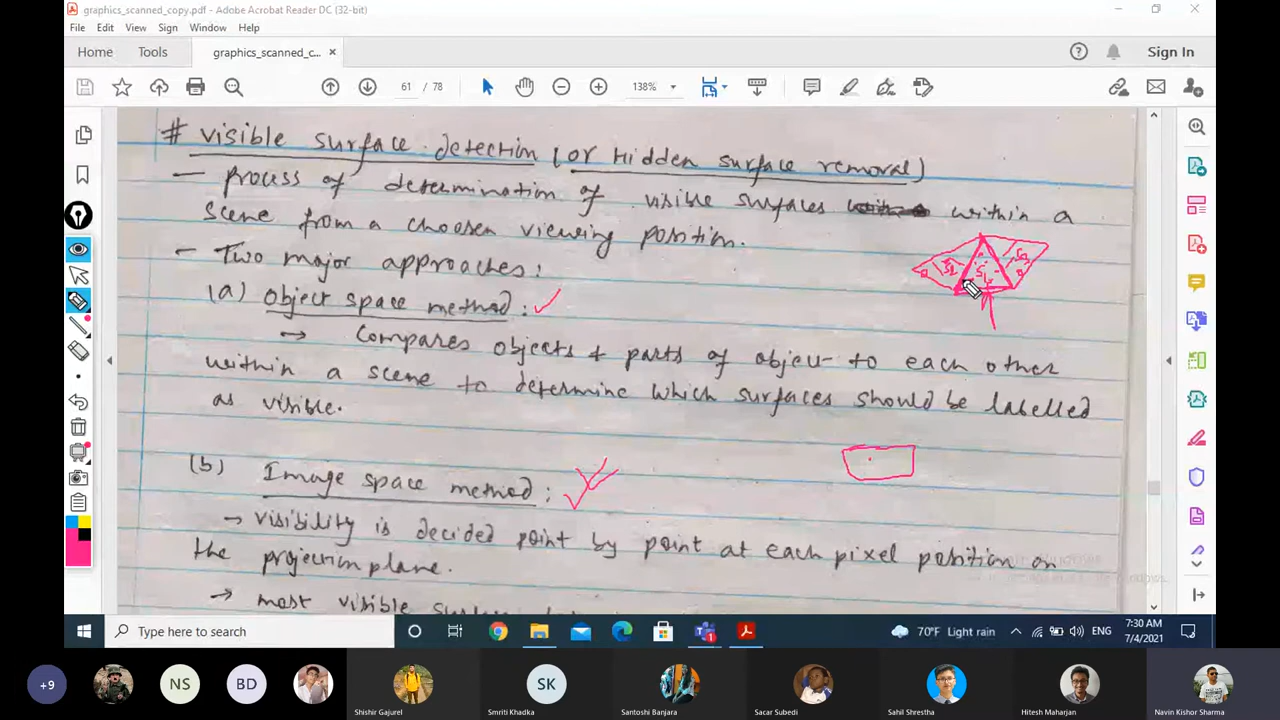 graphics_scanned_copy.pdf - Adobe Acrobat Reader DC (32-bit)
File Edit View Sign Window Help
Home Tools graphics_scanned_c... × Sign In
61 / 78 138%
# visible surface detection (or Hidden surface removal)
— process of determination of visible surfaces within a
scene from a choosen viewing position.
- Two major approaches:
(a) object space method:
→ Compares objects + parts of object to each other
within a scene to determine which surfaces should be labelled
as visible.
(b) Image space method:
→ visibility is decided point by point at each pixel position on
the projection plane.
→ most visible
Type here to search
70°F Light rain ENG
7:30 AM
7/4/2021
+9 NS BD Shishir Gajurel SK Smriti Khadka Santoshi Banjara Sacar Subedi Sahil Shrestha Hitesh Maharjan Navin Kishor Sharma